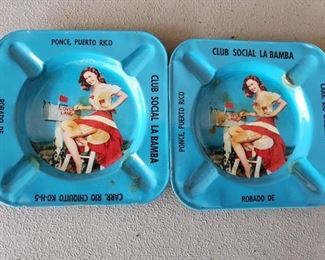 PONCE, PUERTO RICO
CLUB SOCIAL LA BAMBA
CARR. RIO CHIQUITO KO-H-5
ROBADO DE
CLUB SOCIAL LA BAMBA
CARR.
ROBADO DE
PONCE, PUERTO RICO